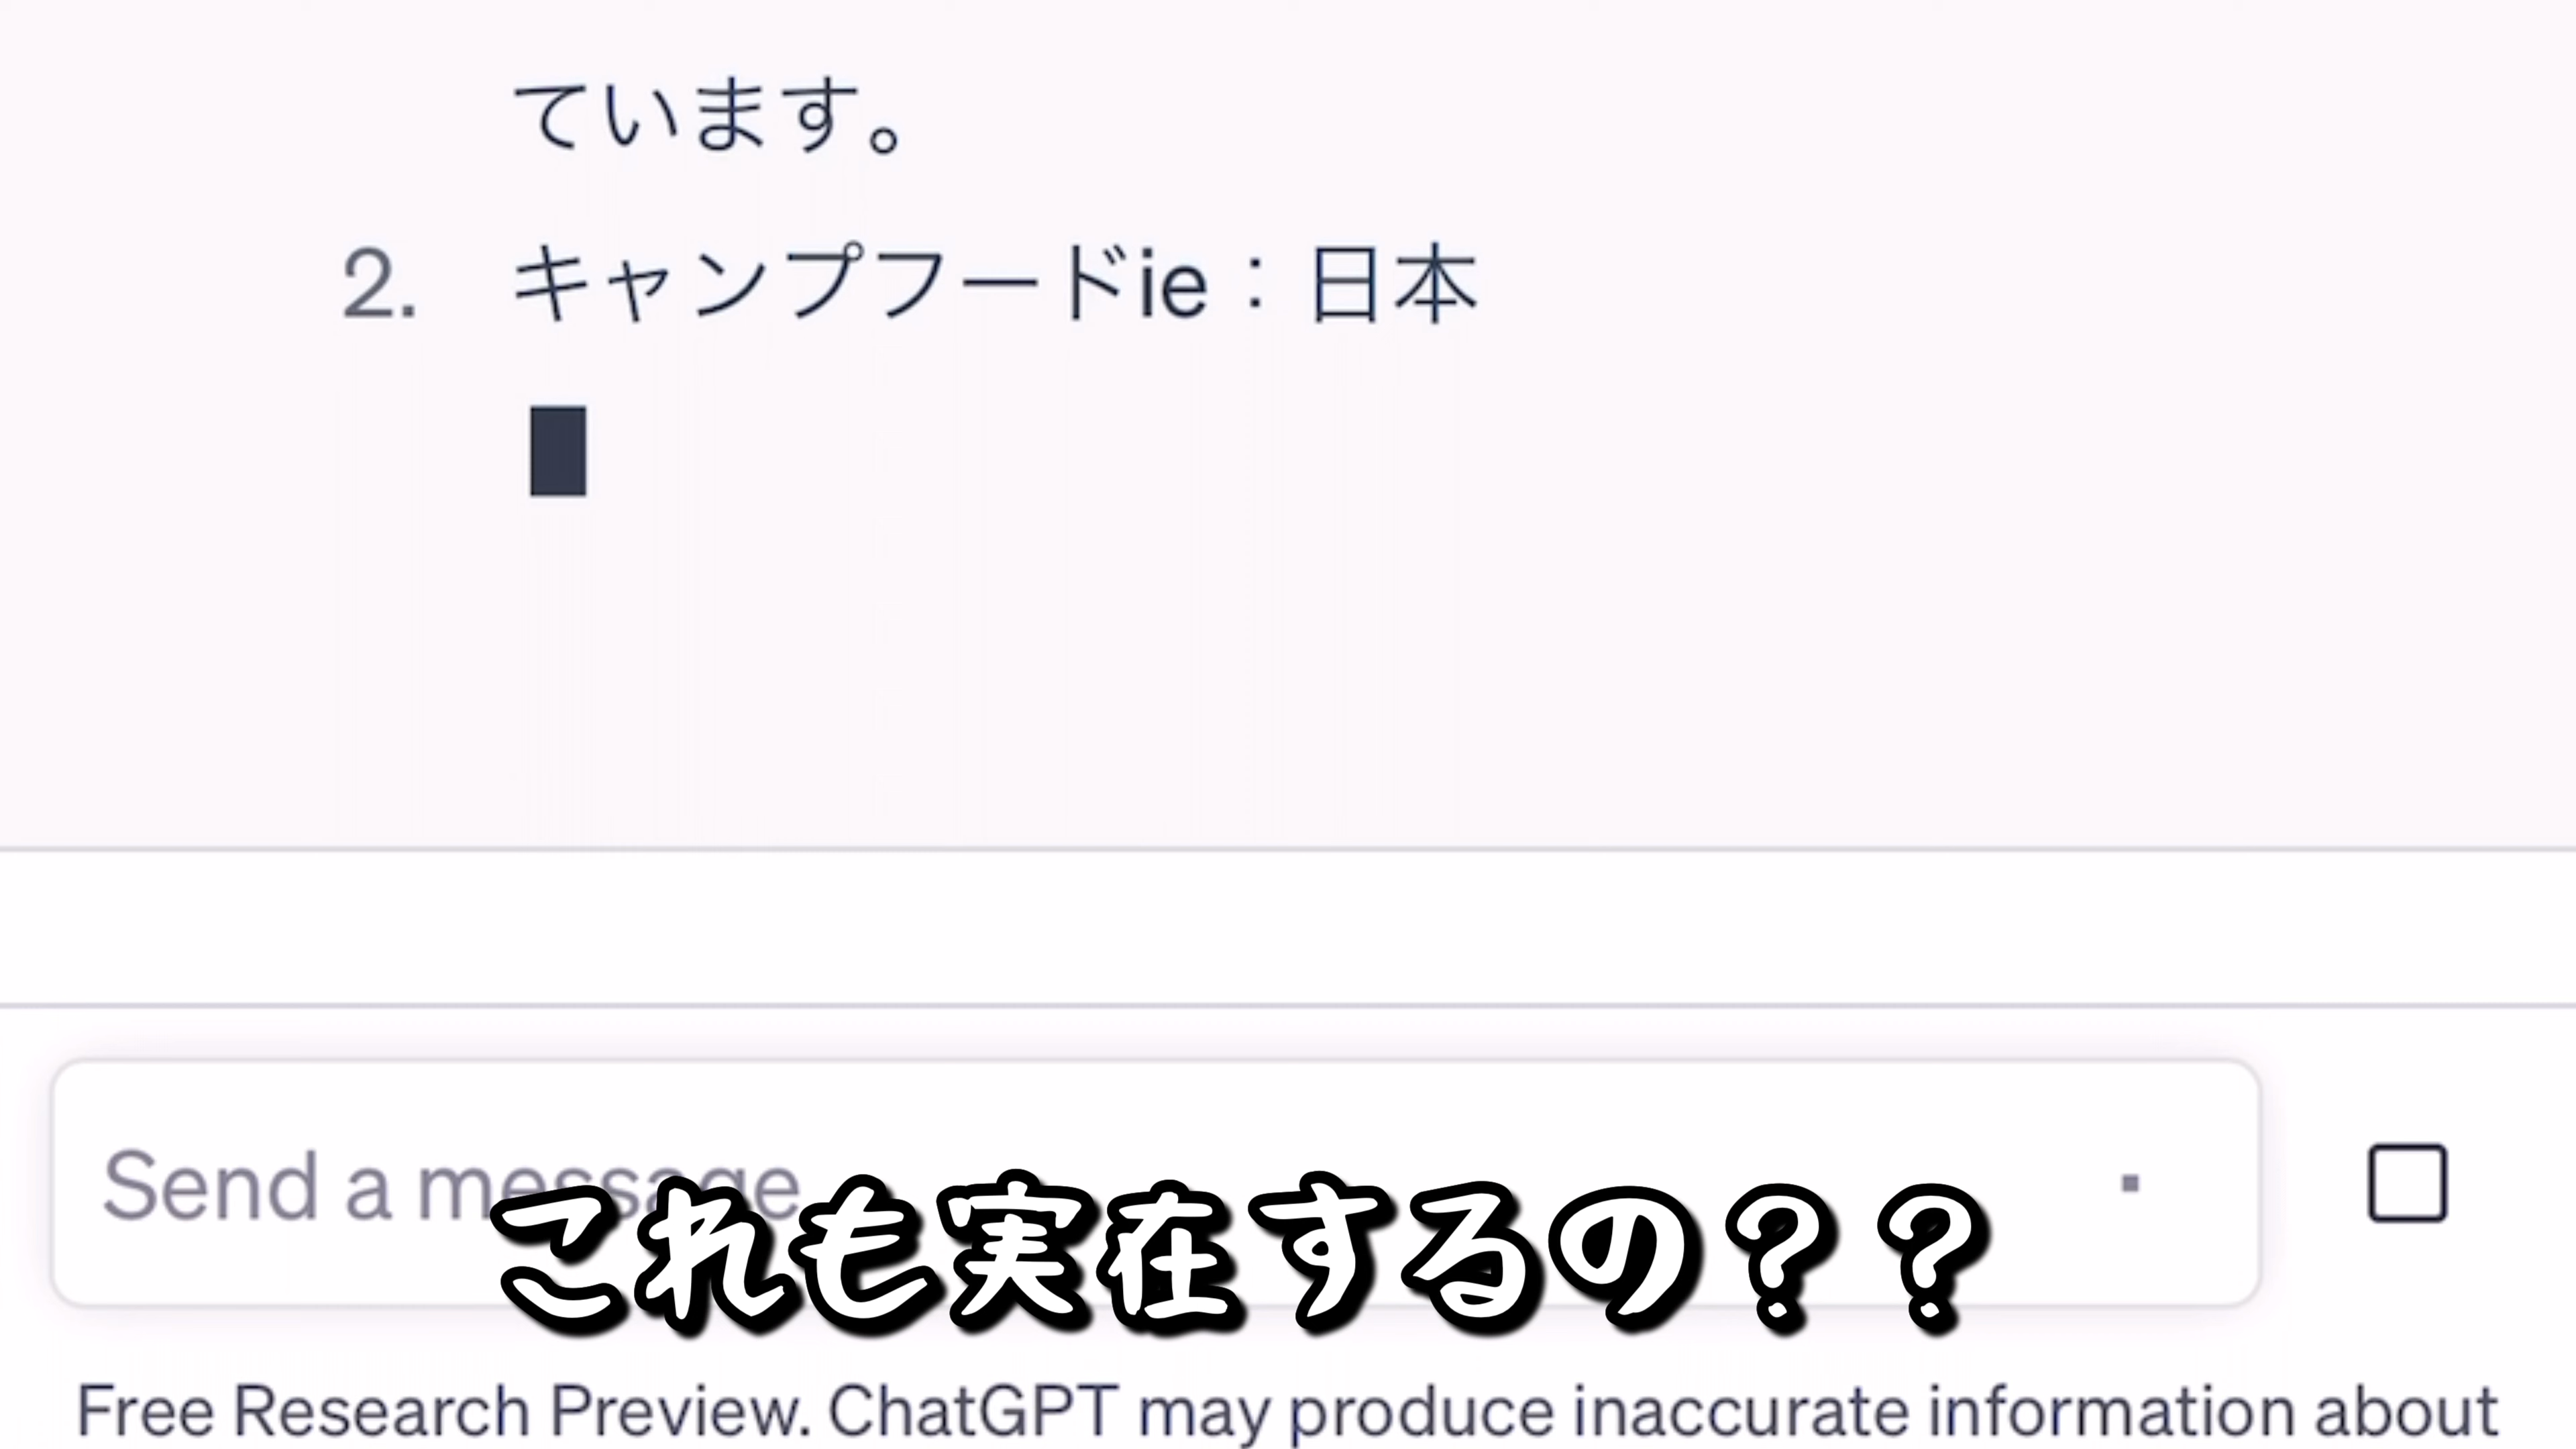 ています。
2. キャンプフードie：日本
Send a message
これも実在するの？？
Free Research Preview. ChatGPT may produce inaccurate information about